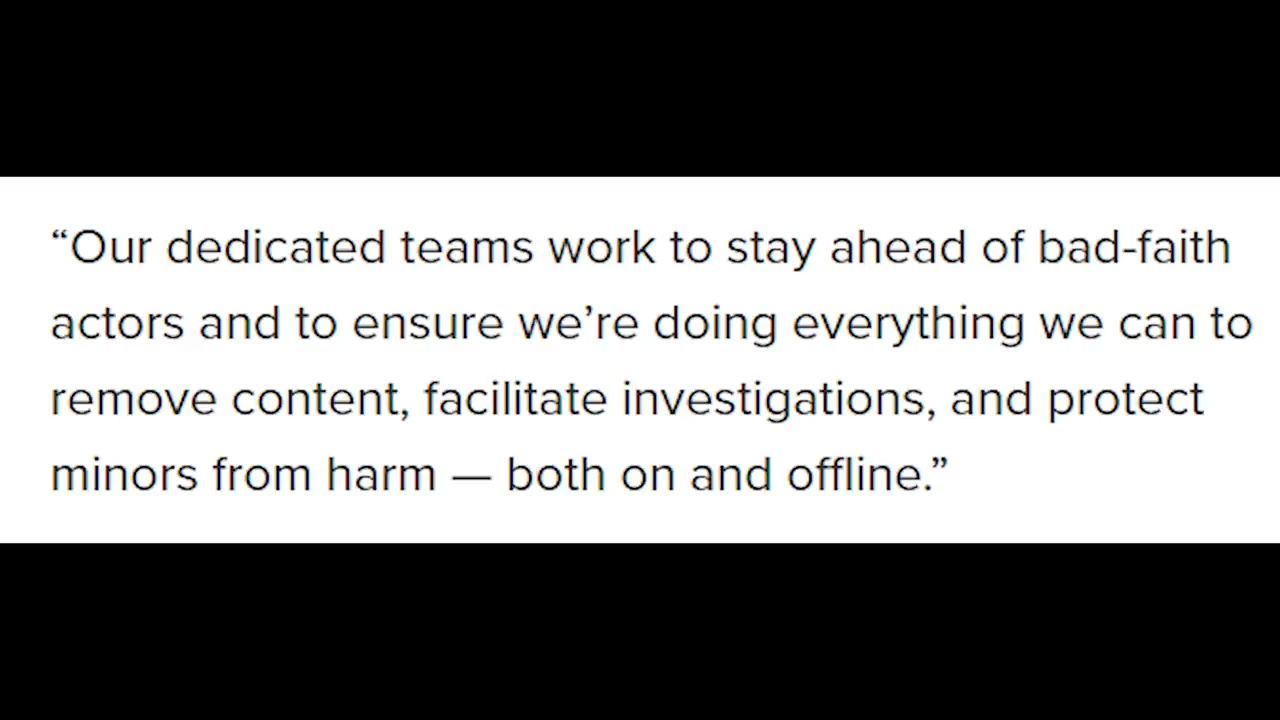 “Our dedicated teams work to stay ahead of bad-faith
actors and to ensure we’re doing everything we can to
remove content, facilitate investigations, and protect
minors from harm — both on and offline.”